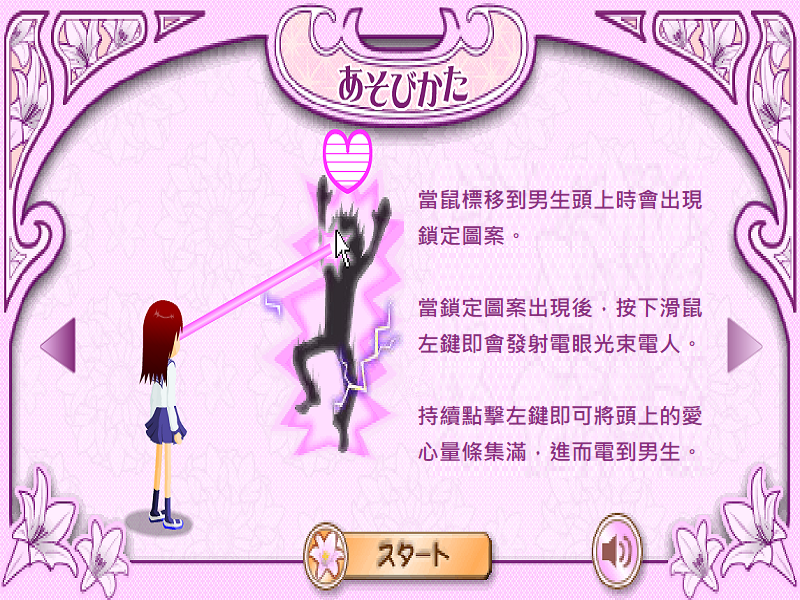 あそびかた
當鼠標移到男生頭上時會出現
鎖定圖案。
當鎖定圖案出現後，按下滑鼠
左鍵即會發射電眼光束電人。
持續點擊左鍵即可將頭上的愛
心量條集滿，進而電到男生。
スタート